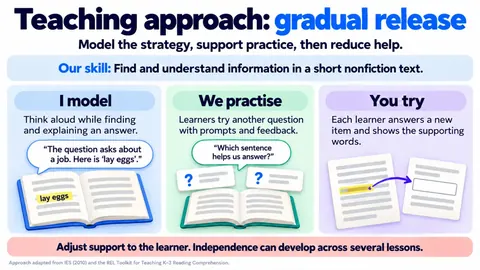 Teaching approach: gradual release
Model the strategy, support practice, then reduce help.
Our skill: Find and understand information in a short nonfiction text.
I model
Think aloud while finding
and explaining an answer.
"The question asks about
a job. Here is 'lay eggs'."
lay eggs
We practise
Learners try another question
with prompts and feedback.
"Which sentence
helps us answer?"
?
?
You try
Each learner answers a new
item and shows the supporting
words.
Adjust support to the learner. Independence can develop across several lessons.
Approach adapted from IES (2010) and the REL Toolkit for Teaching K–3 Reading Comprehension.